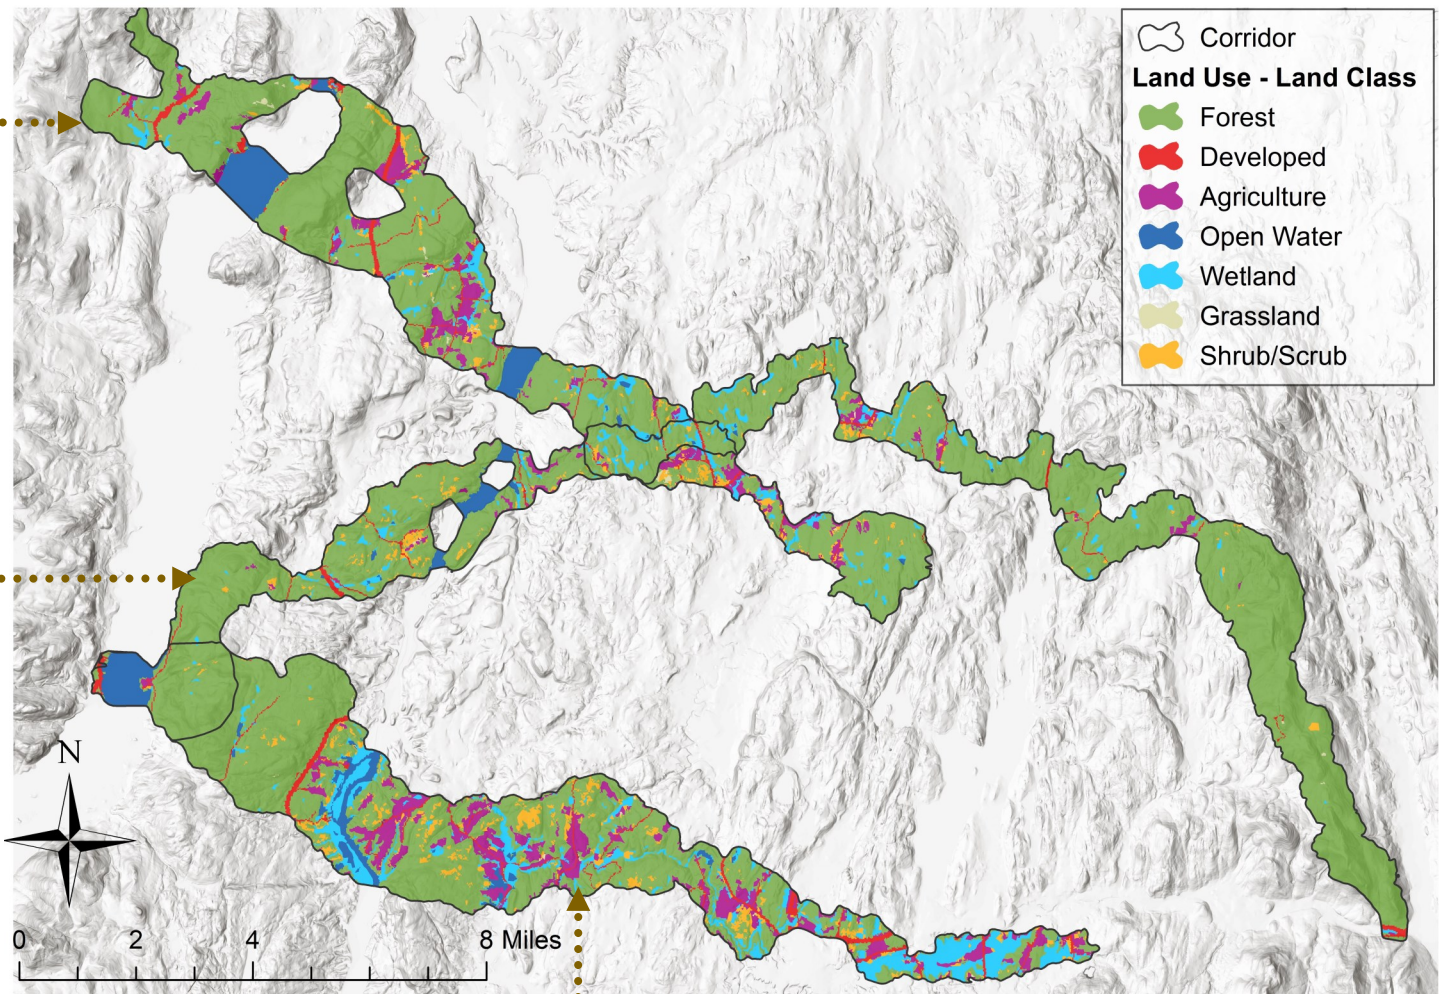 Corridor
Land Use - Land Class
Forest
Developed
Agriculture
Open Water
Wetland
Grassland
Shrub/Scrub
N
0 2 4 8 Miles